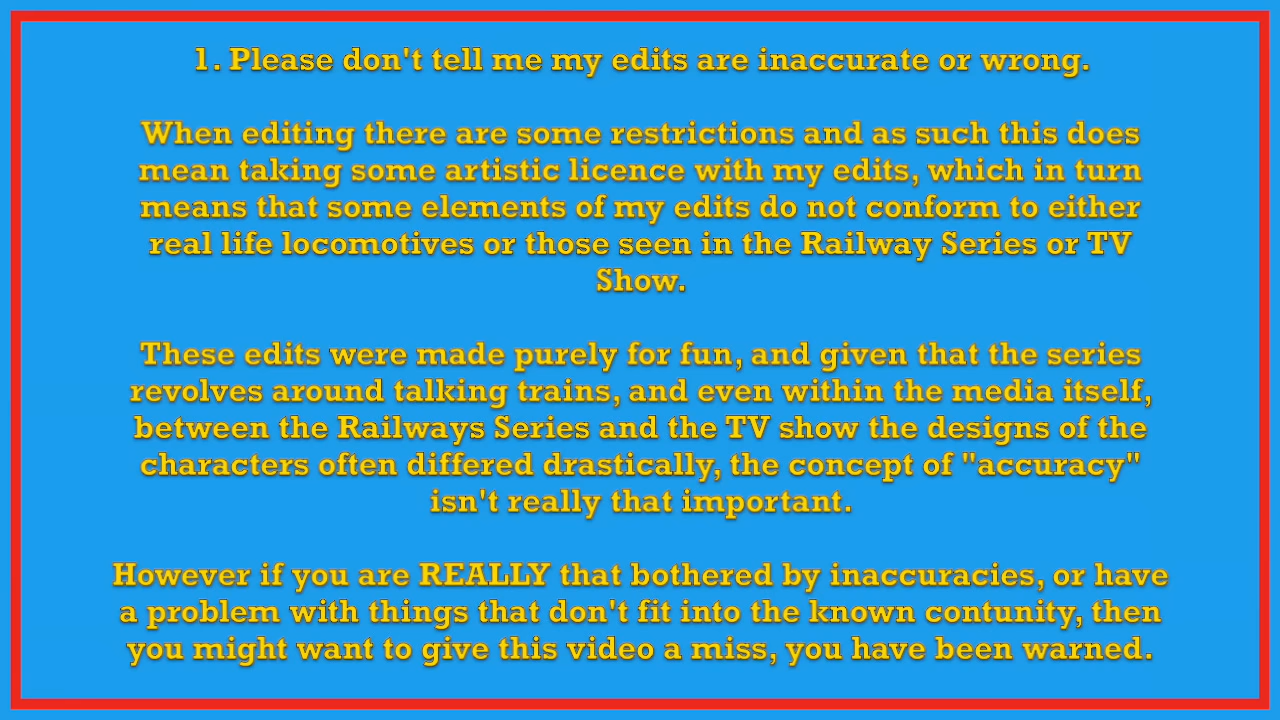 1. Please don't tell me my edits are inaccurate or wrong.
When editing there are some restrictions and as such this does
mean taking some artistic licence with my edits, which in turn
means that some elements of my edits do not conform to either
real life locomotives or those seen in the Railway Series or TV
Show.
These edits were made purely for fun, and given that the series
revolves around talking trains, and even within the media itself,
between the Railways Series and the TV show the designs of the
characters often differed drastically, the concept of "accuracy"
isn't really that important.
However if you are REALLY that bothered by inaccuracies, or have
a problem with things that don't fit into the known contunity, then
you might want to give this video a miss, you have been warned.